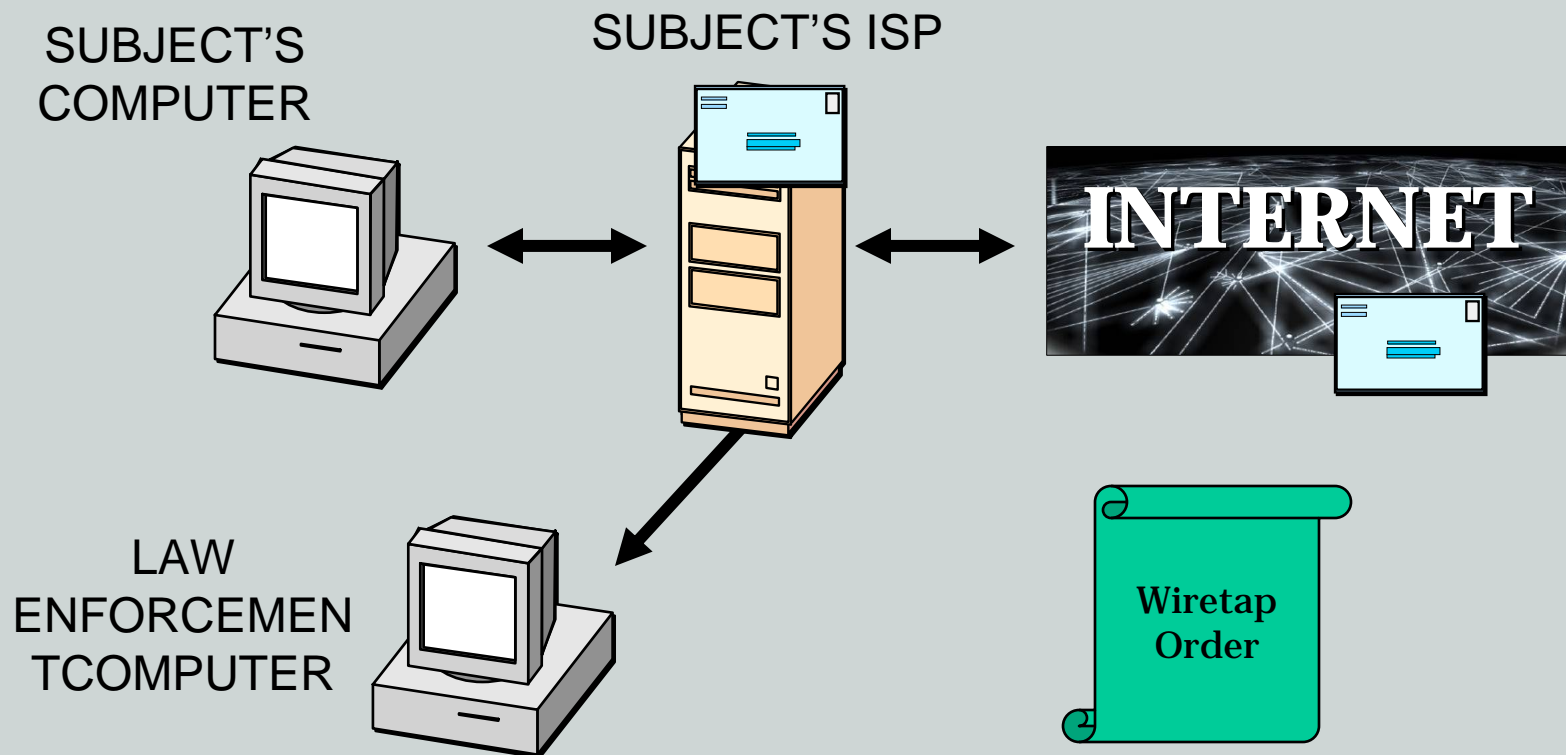 SUBJECT’S
COMPUTER
SUBJECT’S ISP
INTERNET
LAW
ENFORCEMEN
TCOMPUTER
Wiretap
Order